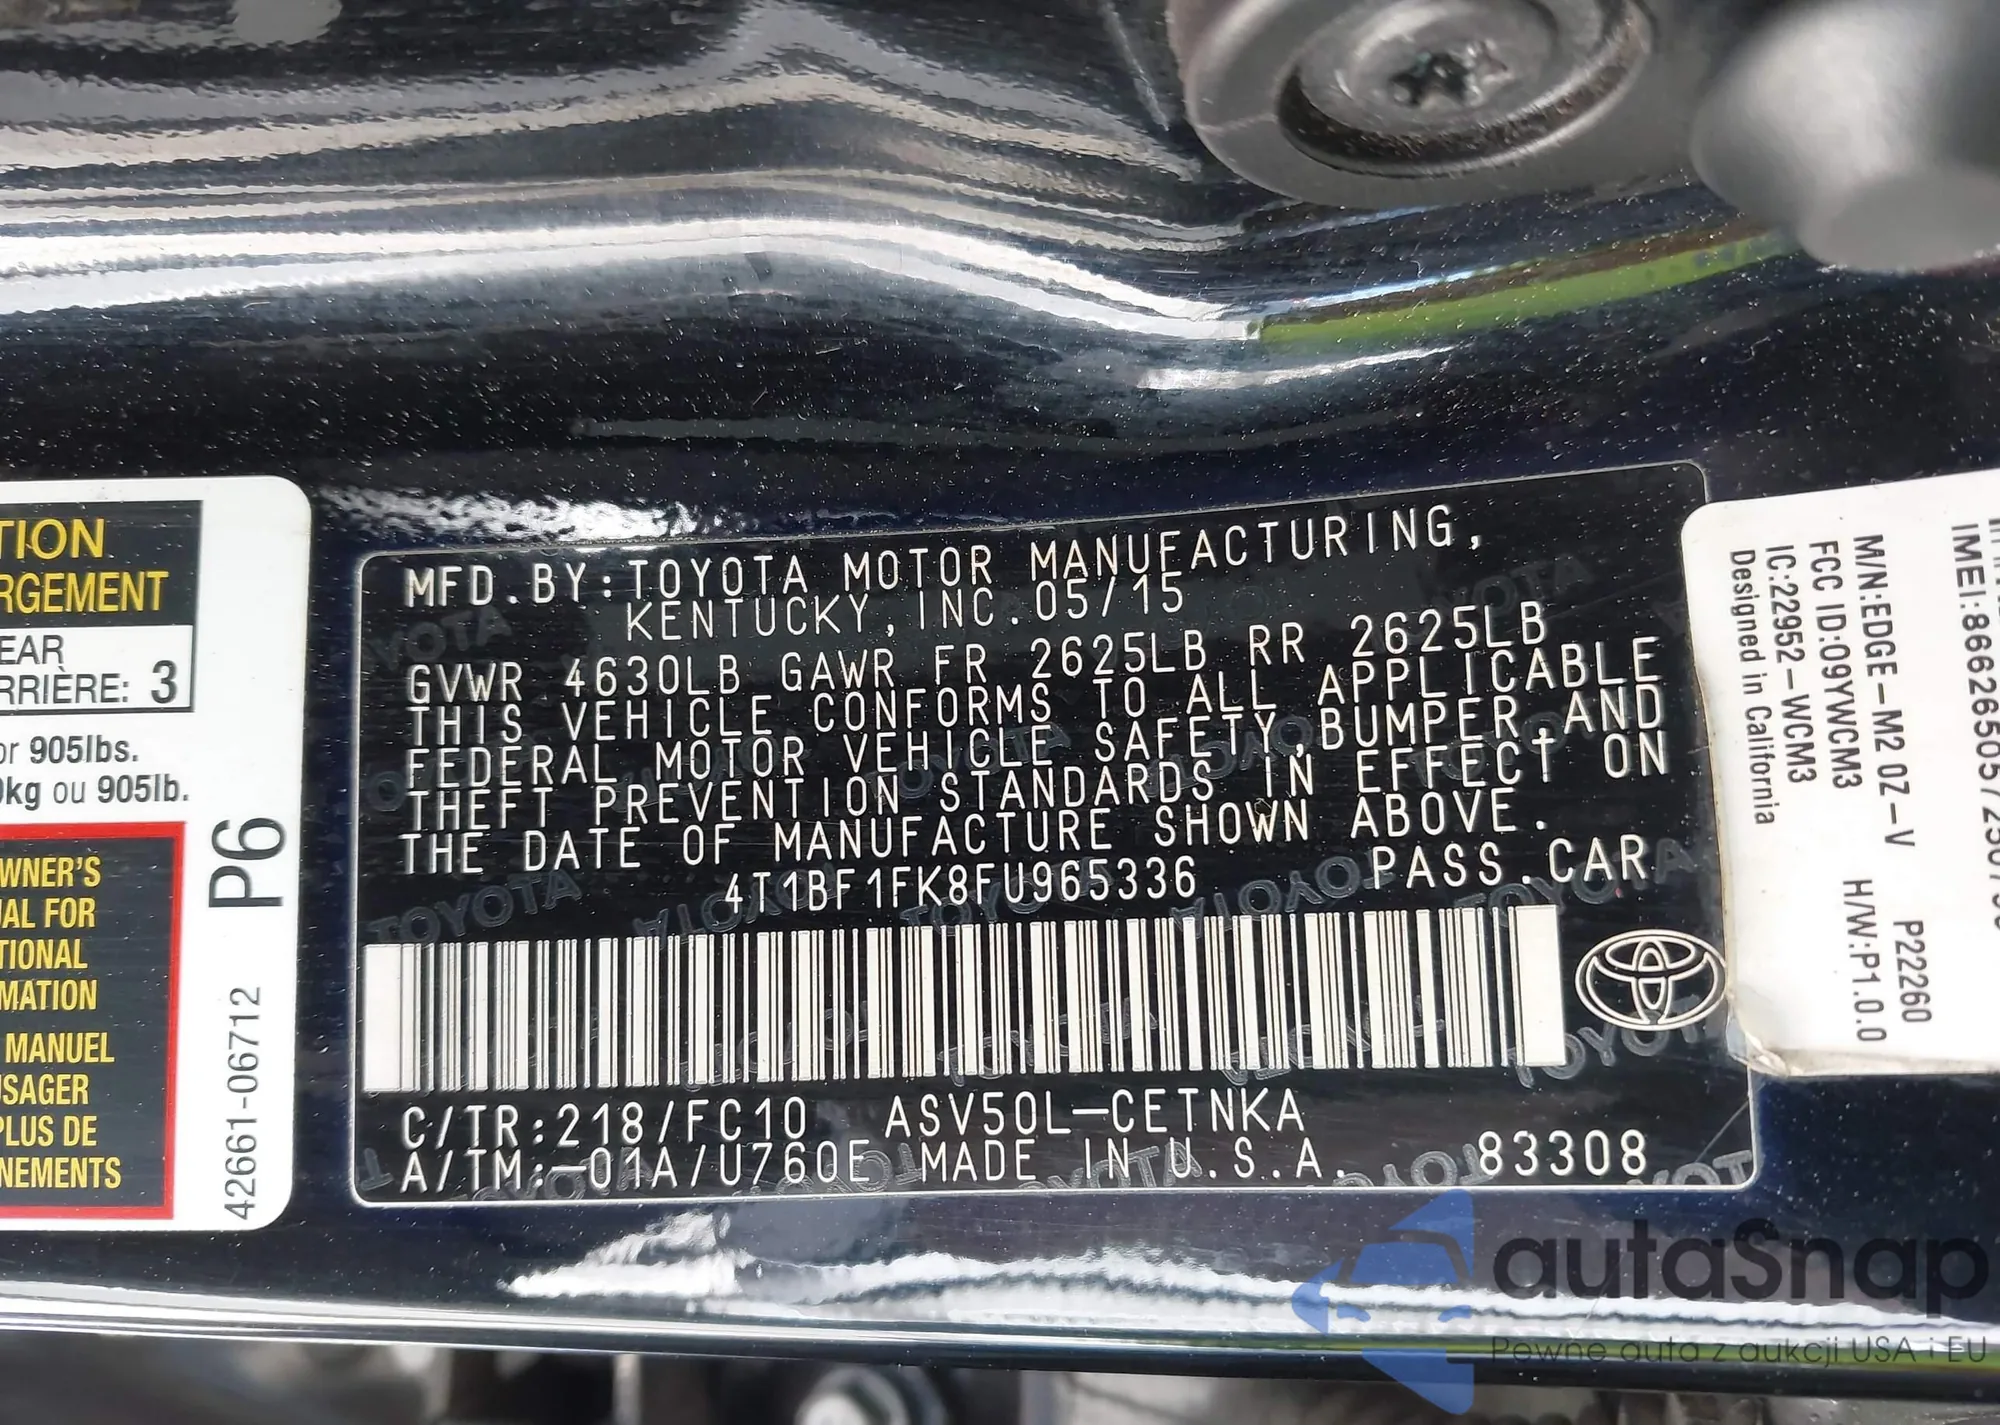 TION
RGEMENT
EAR
RRIÈRE: 3
or 905lbs.
0kg ou 905lb.
WNER'S
UAL FOR
TIONAL
MATION
MANUEL
USAGER
PLUS DE
NEMENTS
P6
42661-06712
MFD.BY:TOYOTA MOTOR MANUFACTURING,
KENTUCKY,INC.05/15
GVWR 4630LB GAWR FR 2625LB RR 2625LB
THIS VEHICLE CONFORMS TO ALL APPLICABLE
FEDERAL MOTOR VEHICLE SAFETY,BUMPER,AND
THEFT PREVENTION STANDARDS IN EFFECT ON
THE DATE OF MANUFACTURE SHOWN ABOVE.
4T1BF1FK8FU965336 PASS.CAR
C/TR:218/FC10 ASV50L-CETNKA
A/TM:-01A/U760E MADE IN U.S.A. 83308
M/N:EDGE-M2 0Z-V P222260
FCC ID:09YWCM3 H/W:P1.0.0
IC:22952-WCM3
Designed in California
autaSnap
Pewne auta z aukcji USA i EU